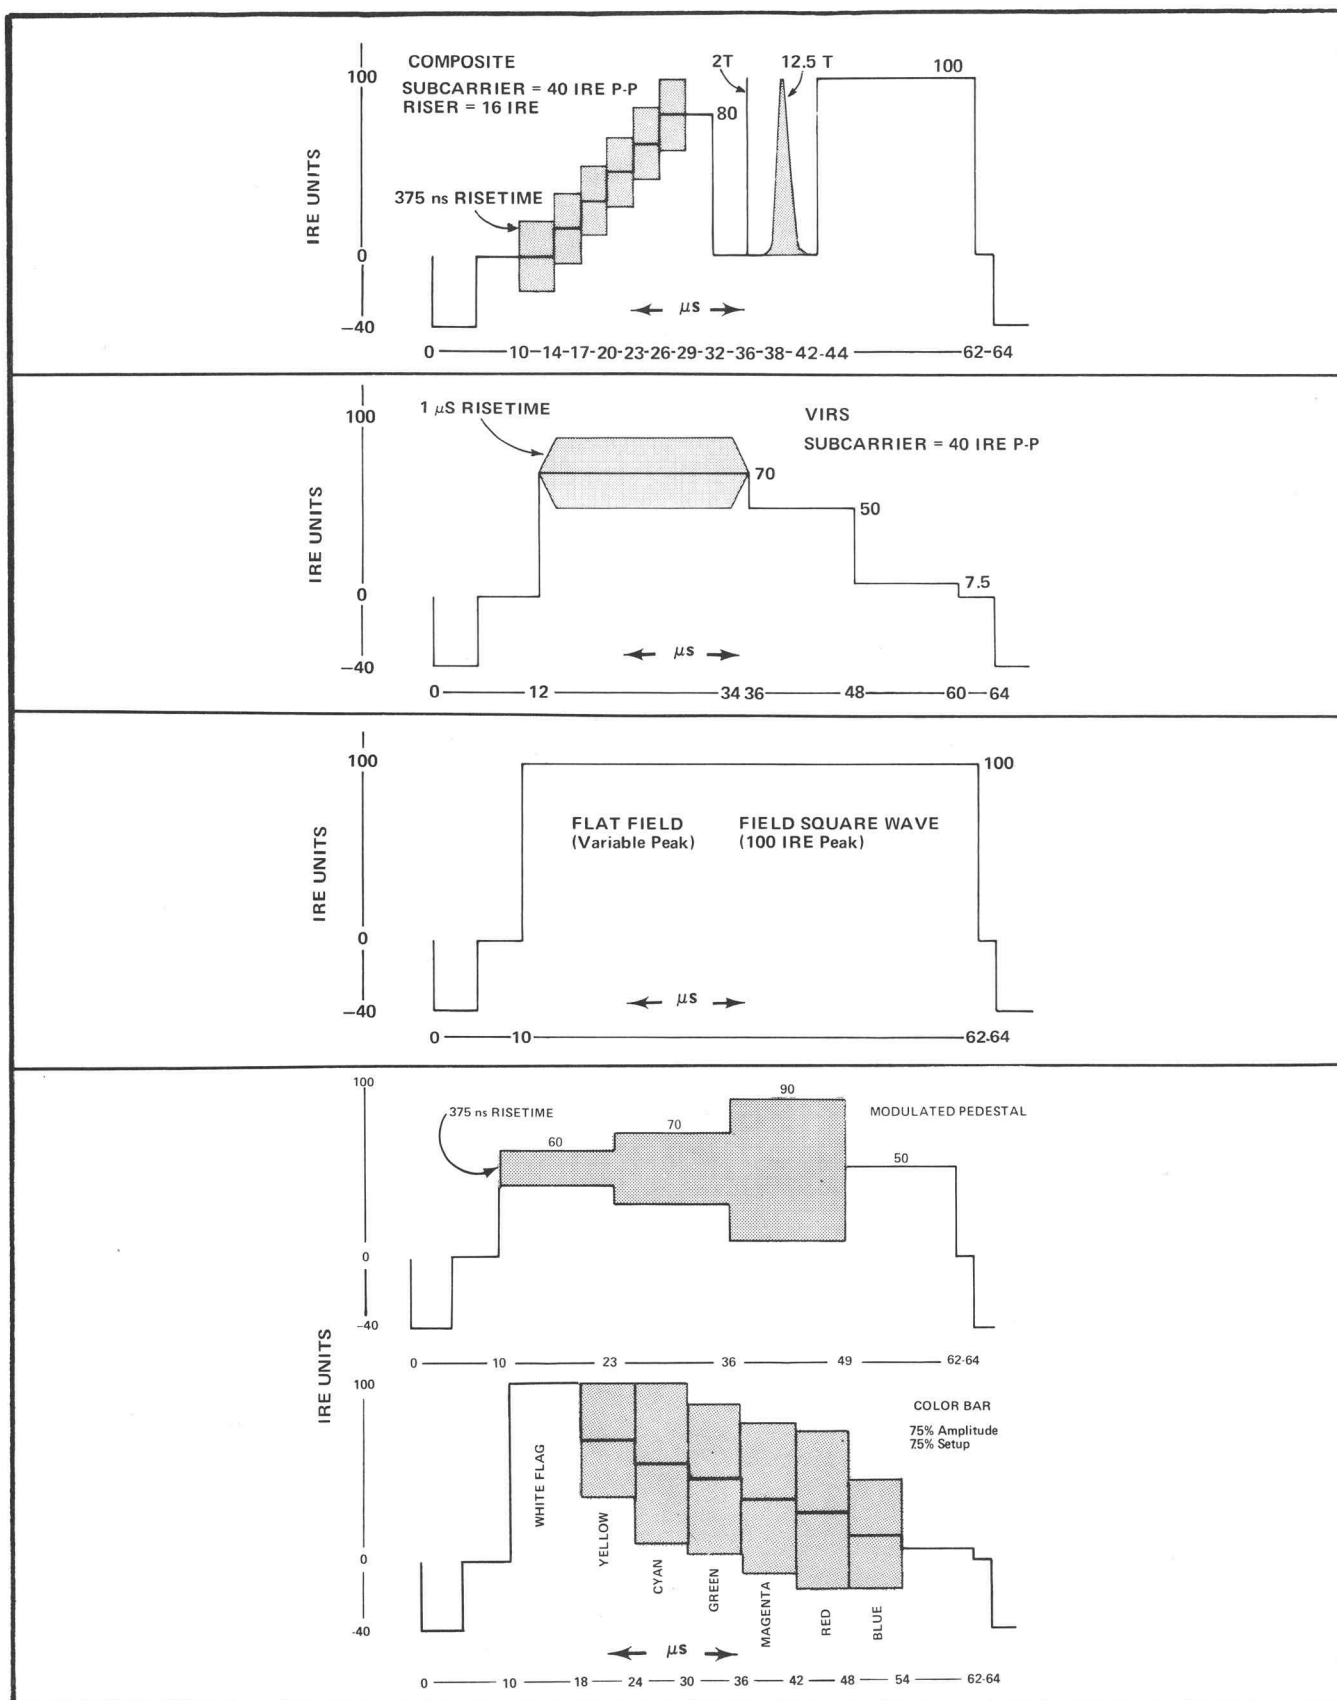 COMPOSITE
SUBCARRIER = 40 IRE P-P
RISER = 16 IRE
2T
12.5 T
100
100
80
375 ns RISETIME
IRE UNITS
0
-40
µs
0 10-14-17-20-23-26-29-32-36-38-42-44 62-64
100
1 µS RISETIME
VIRS
SUBCARRIER = 40 IRE P-P
70
50
IRE UNITS
7.5
0
-40
µs
0 12 34 36 48 60 64
100
100
FLAT FIELD
(Variable Peak)
FIELD SQUARE WAVE
(100 IRE Peak)
IRE UNITS
0
-40
µs
0 10 62-64
100
90
375 ns RISETIME
60
70
MODULATED PEDESTAL
50
0
-40
0 10 23 36 49 62-64
IRE UNITS
100
COLOR BAR
75% Amplitude
7.5% Setup
WHITE FLAG
YELLOW
CYAN
GREEN
MAGENTA
RED
BLUE
0
-40
µs
0 10 18 24 30 36 42 48 54 62-64